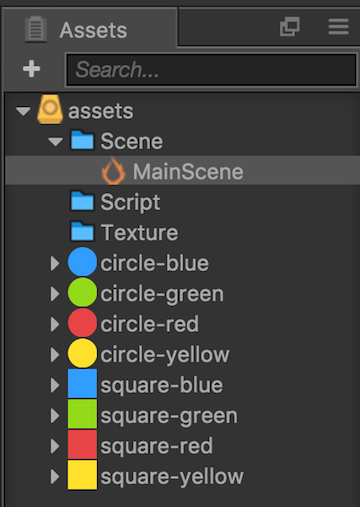 Assets
Search...
assets
Scene
MainScene
Script
Texture
circle-blue
circle-green
circle-red
circle-yellow
square-blue
square-green
square-red
square-yellow